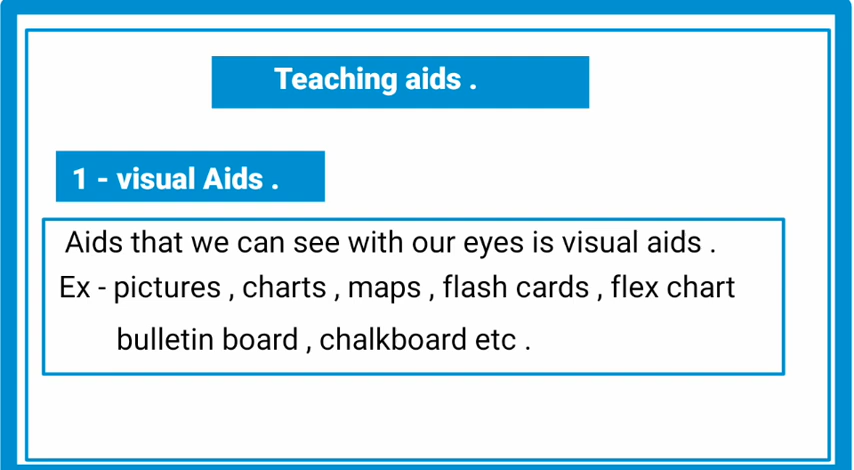 Teaching aids .
1 - visual Aids .
Aids that we can see with our eyes is visual aids .
Ex - pictures , charts , maps , flash cards , flex chart
bulletin board , chalkboard etc .